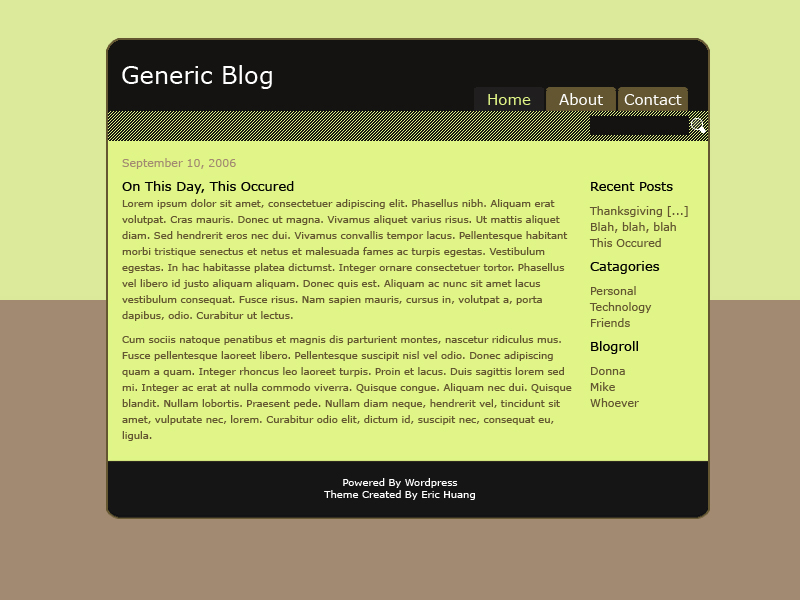 Generic Blog
Home
About
Contact
September 10, 2006
On This Day, This Occured
Lorem ipsum dolor sit amet, consectetuer adipiscing elit. Phasellus nibh. Aliquam erat
volutpat. Cras mauris. Donec ut magna. Vivamus aliquet varius risus. Ut mattis aliquet
diam. Sed hendrerit eros nec dui. Vivamus convallis tempor lacus. Pellentesque habitant
morbi tristique senectus et netus et malesuada fames ac turpis egestas. Vestibulum
egestas. In hac habitasse platea dictumst. Integer ornare consectetuer tortor. Phasellus
vel libero id justo aliquam aliquam. Donec quis est. Aliquam ac nunc sit amet lacus
vestibulum consequat. Fusce risus. Nam sapien mauris, cursus in, volutpat a, porta
dapibus, odio. Curabitur ut lectus.
Cum sociis natoque penatibus et magnis dis parturient montes, nascetur ridiculus mus.
Fusce pellentesque laoreet libero. Pellentesque suscipit nisl vel odio. Donec adipiscing
quam a quam. Integer rhoncus leo laoreet turpis. Proin et lacus. Duis sagittis lorem sed
mi. Integer ac erat at nulla commodo viverra. Quisque congue. Aliquam nec dui. Quisque
blandit. Nullam lobortis. Praesent pede. Nullam diam neque, hendrerit vel, tincidunt sit
amet, vulputate nec, lorem. Curabitur odio elit, dictum id, suscipit nec, consequat eu,
ligula.
Recent Posts
Thanksgiving [...]
Blah, blah, blah
This Occured
Catagories
Personal
Technology
Friends
Blogroll
Donna
Mike
Whoever
Powered By Wordpress
Theme Created By Eric Huang